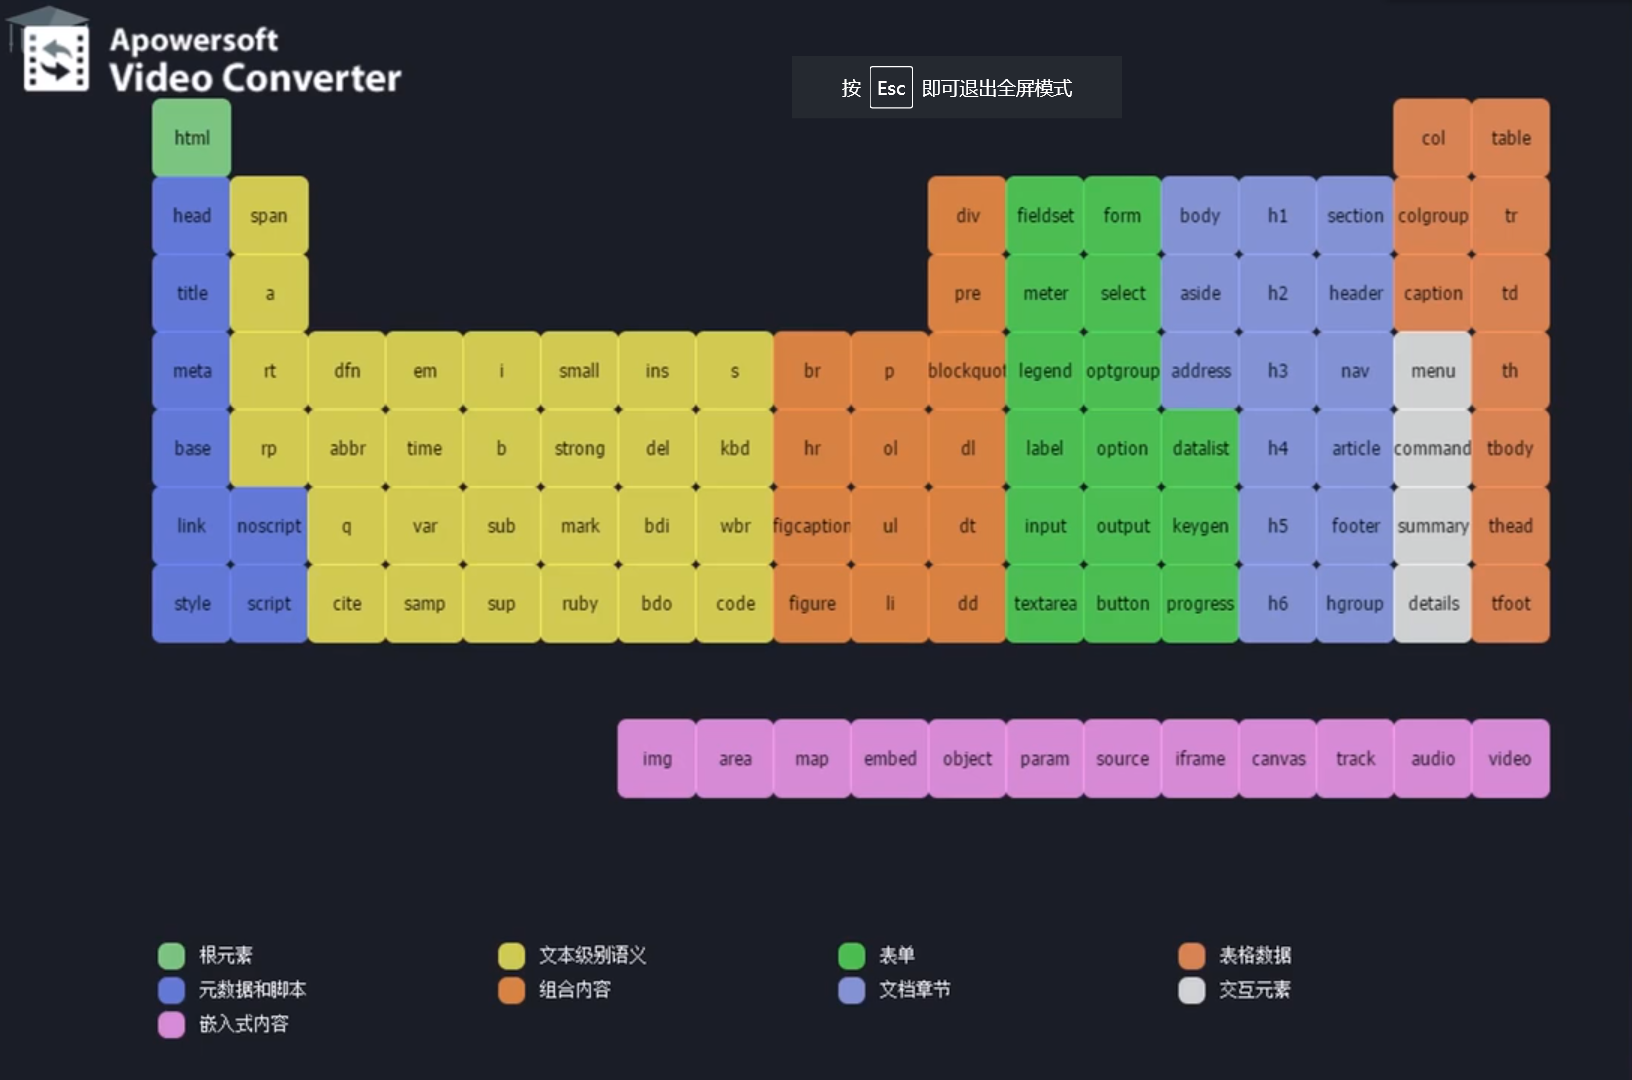 Apowersoft
Video Converter
按 Esc 即可退出全屏模式
html col table
head span div fieldset form body h1 section colgroup tr
title a pre meter select aside h2 header caption td
meta rt dfn em i small ins s br p blockquot legend optgroup address h3 nav menu th
base rp abbr time b strong del kbd hr ol dl label option datalist h4 article command tbody
link noscript q var sub mark bdi wbr figcaption ul dt input output keygen h5 footer summary thead
style script cite samp sup ruby bdo code figure li dd textarea button progress h6 hgroup details tfoot
img area map embed object param source iframe canvas track audio video
根元素 文本级别语义 表单 表格数据
元数据和脚本 组合内容 文档章节 交互元素
嵌入式内容